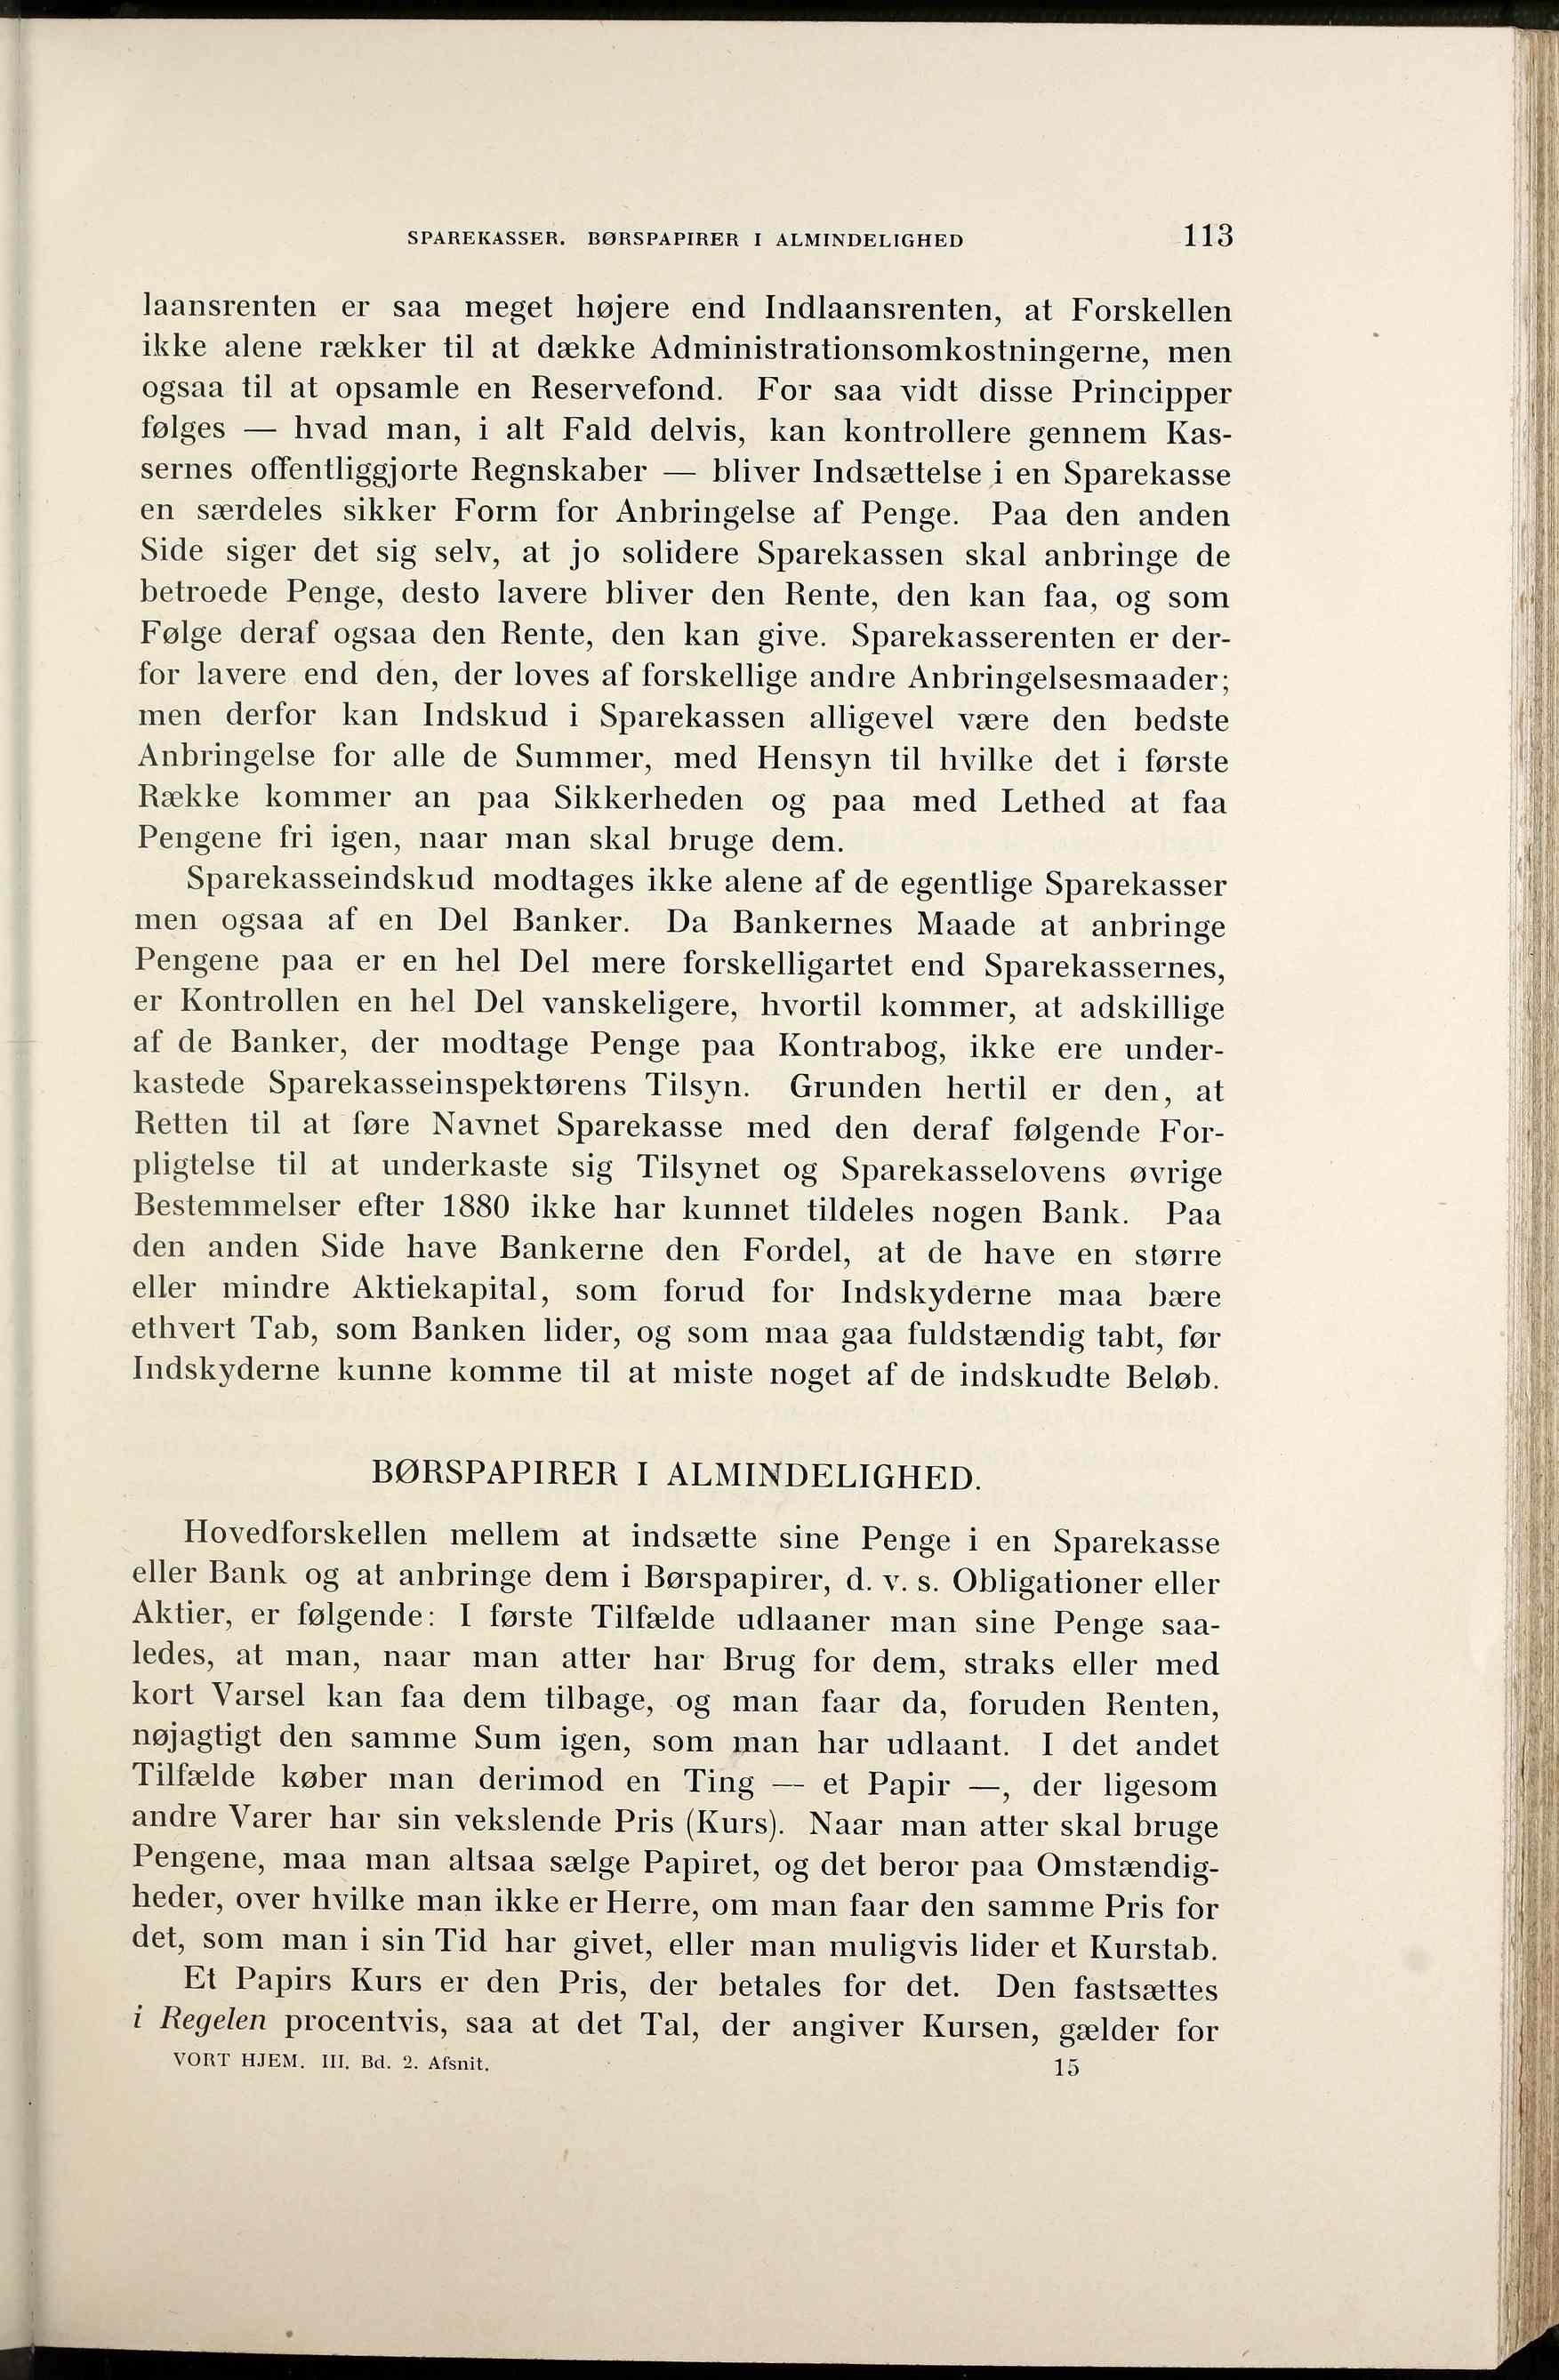 SPAREKASSER. BØRSPAPIRER I ALMINDELIGHED 113
laansrenten er saa meget højere end Indlaansrenten, at Forskellen
ikke alene rækker til at dække Administrationsomkostningerne, men
ogsaa til at opsamle en Reservefond. For saa vidt disse Principper
følges — hvad man, i alt Fald delvis, kan kontrollere gennem Kas-
sernes offentliggjorte Regnskaber — bliver Indsættelse i en Sparekasse
en særdeles sikker Form for Anbringelse af Penge. Paa den anden
Side siger det sig selv, at jo solidere Sparekassen skal anbringe de
betroede Penge, desto lavere bliver den Rente, den kan faa, og som
Følge deraf ogsaa den Rente, den kan give. Sparekasserenten er der-
for lavere end den, der loves af forskellige andre Anbringelsesmaader;
men derfor kan Indskud i Sparekassen alligevel være den bedste
Anbringelse for alle de Summer, med Hensyn til hvilke det i første
Række kommer an paa Sikkerheden og paa med Lethed at faa
Pengene fri igen, naar man skal bruge dem.
Sparekasseindskud modtages ikke alene af de egentlige Sparekasser
men ogsaa af en Del Banker. Da Bankernes Maade at anbringe
Pengene paa er en hel Del mere forskelligartet end Sparekassernes,
er Kontrollen en hel Del vanskeligere, hvortil kommer, at adskillige
af de Banker, der modtage Penge paa Kontrabog, ikke ere under-
kastede Sparekasseinspektørens Tilsyn. Grunden hertil er den, at
Retten til at føre Navnet Sparekasse med den deraf følgende For-
pligtelse til at underkaste sig Tilsynet og Sparekasselovens øvrige
Bestemmelser efter 1880 ikke har kunnet tildeles nogen Bank. Paa
den anden Side have Bankerne den Fordel, at de have en større
eller mindre Aktiekapital, som forud for Indskyderne maa bære
ethvert Tab, som Banken lider, og som maa gaa fuldstændig tabt, før
Indskyderne kunne komme til at miste noget af de indskudte Beløb.
BØRSPAPIRER I ALMINDELIGHED.
Hovedforskellen mellem at indsætte sine Penge i en Sparekasse
eller Bank og at anbringe dem i Børspapirer, d. v. s. Obligationer eller
Aktier, er følgende: I første Tilfælde udlaaner man sine Penge saa-
ledes, at man, naar man atter har Brug for dem, straks eller med
kort Varsel kan faa dem tilbage, og man faar da, foruden Renten,
nøjagtigt den samme Sum igen, som man har udlaant. I det andet
Tilfælde køber man derimod en Ting — et Papir —, der ligesom
andre Varer har sin vekslende Pris (Kurs). Naar man atter skal bruge
Pengene, maa man altsaa sælge Papiret, og det beror paa Omstændig-
heder, over hvilke man ikke er Herre, om man faar den samme Pris for
det, som man i sin Tid har givet, eller man muligvis lider et Kurstab.
Et Papirs Kurs er den Pris, der betales for det. Den fastsættes
i Regelen procentvis, saa at det Tal, der angiver Kursen, gælder for
VORT HJEM. III. Bd. 2. Afsnit. 15